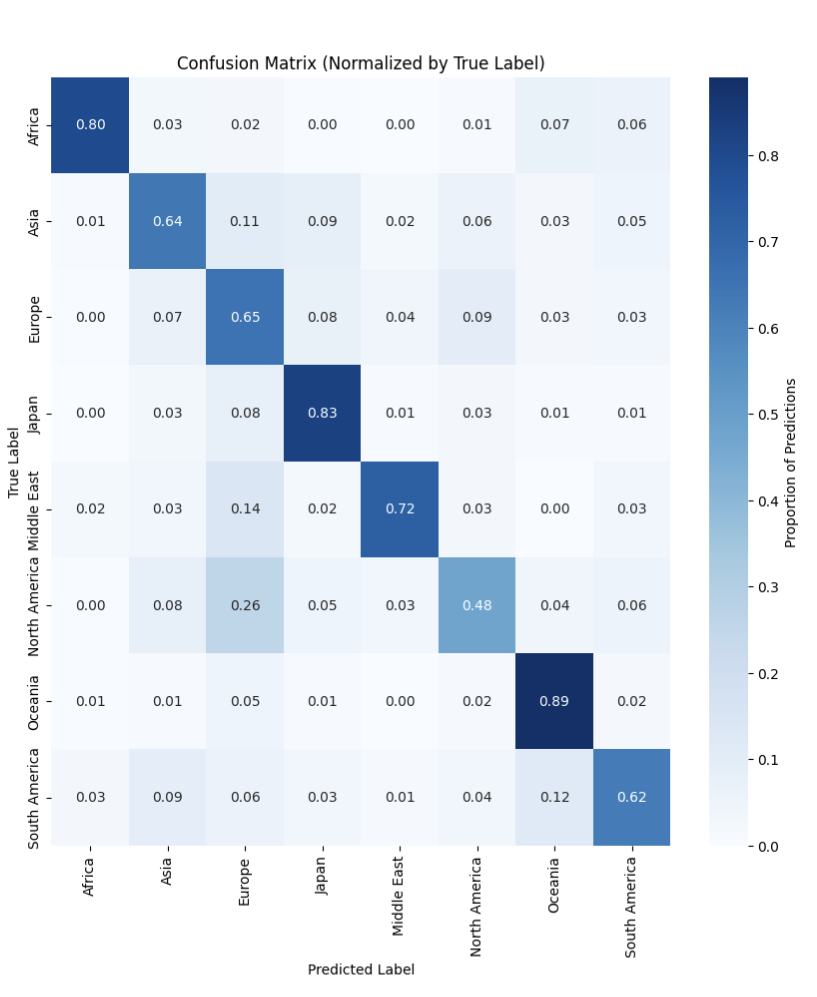 Confusion Matrix (Normalized by True Label)
True Label
Africa 0.80 0.03 0.02 0.00 0.00 0.01 0.07 0.06
Asia 0.01 0.64 0.11 0.09 0.02 0.06 0.03 0.05
Europe 0.00 0.07 0.65 0.08 0.04 0.09 0.03 0.03
Japan 0.00 0.03 0.08 0.83 0.01 0.03 0.01 0.01
Middle East 0.02 0.03 0.14 0.02 0.72 0.03 0.00 0.03
North America 0.00 0.08 0.26 0.05 0.03 0.48 0.04 0.06
Oceania 0.01 0.01 0.05 0.01 0.00 0.02 0.89 0.02
South America 0.03 0.09 0.06 0.03 0.01 0.04 0.12 0.62
Africa Asia Europe Japan Middle East North America Oceania South America
Predicted Label
0.8
0.7
0.6
0.5
0.4
0.3
0.2
0.1
0.0
Proportion of Predictions